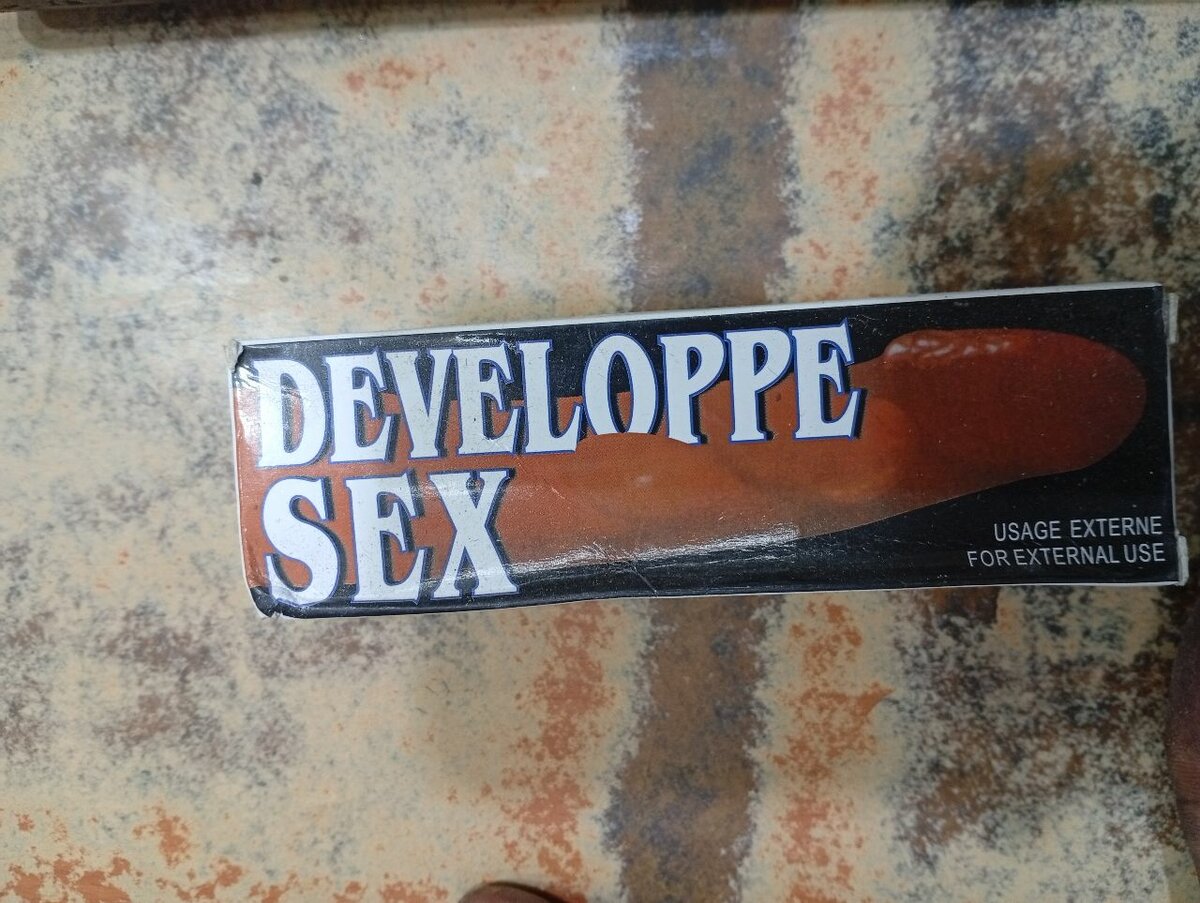 DEVELOPPE
SEX
USAGE EXTERNE
FOR EXTERNAL USE